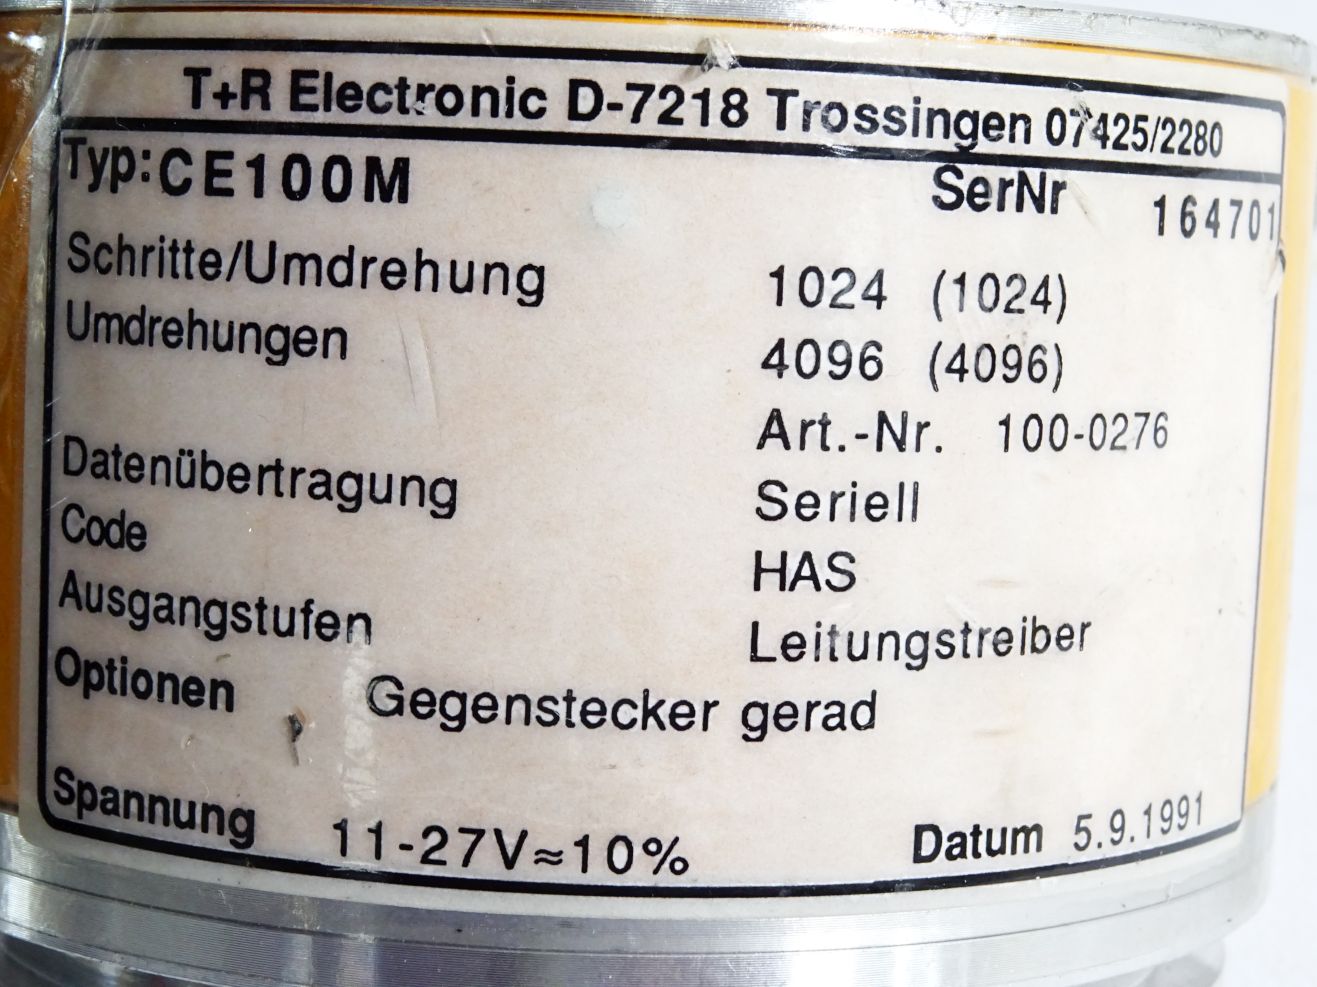 T+R Electronic D-7218 Trossingen 07425/2280
Typ: CE100M SerNr 164701
Schritte/Umdrehung 1024 (1024)
Umdrehungen 4096 (4096)
Art.-Nr. 100-0276
Datenübertragung Seriell
Code HAS
Ausgangstufen Leitungstreiber
Optionen Gegenstecker gerad
Spannung 11-27V≈10% Datum 5.9.1991